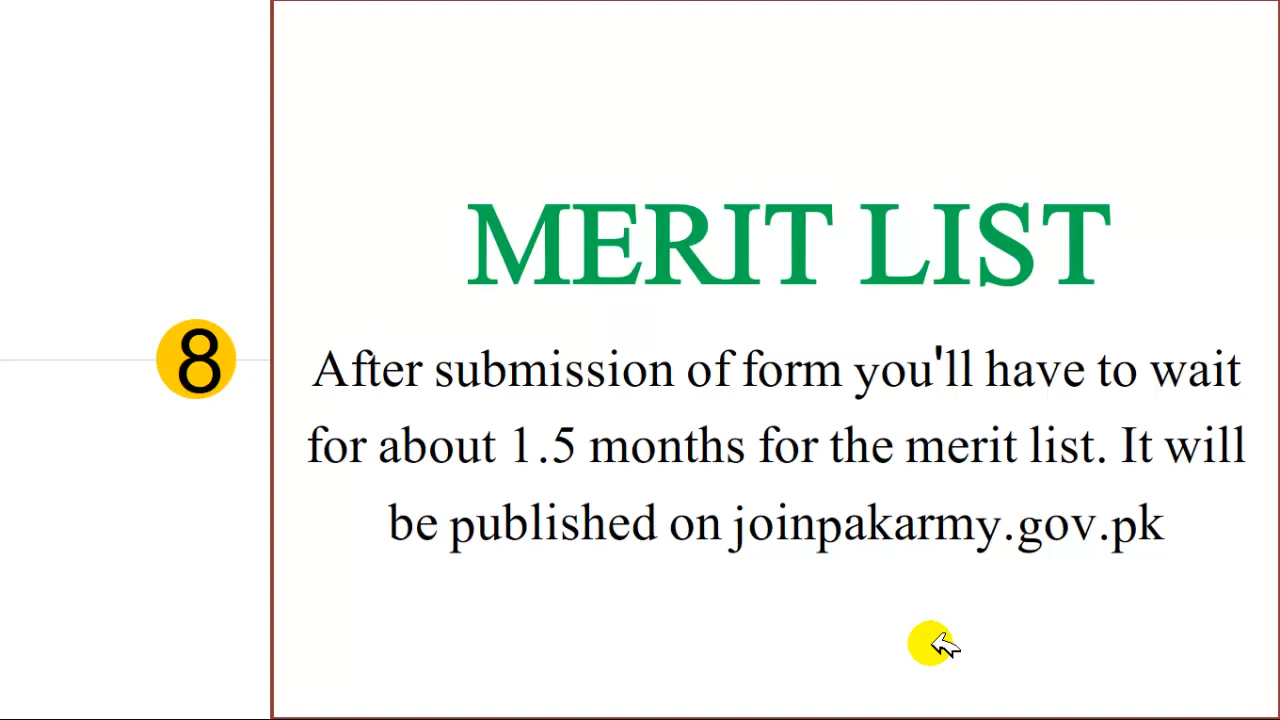 8
MERIT LIST
After submission of form you'll have to wait
for about 1.5 months for the merit list. It will
be published on joinpakarmy.gov.pk